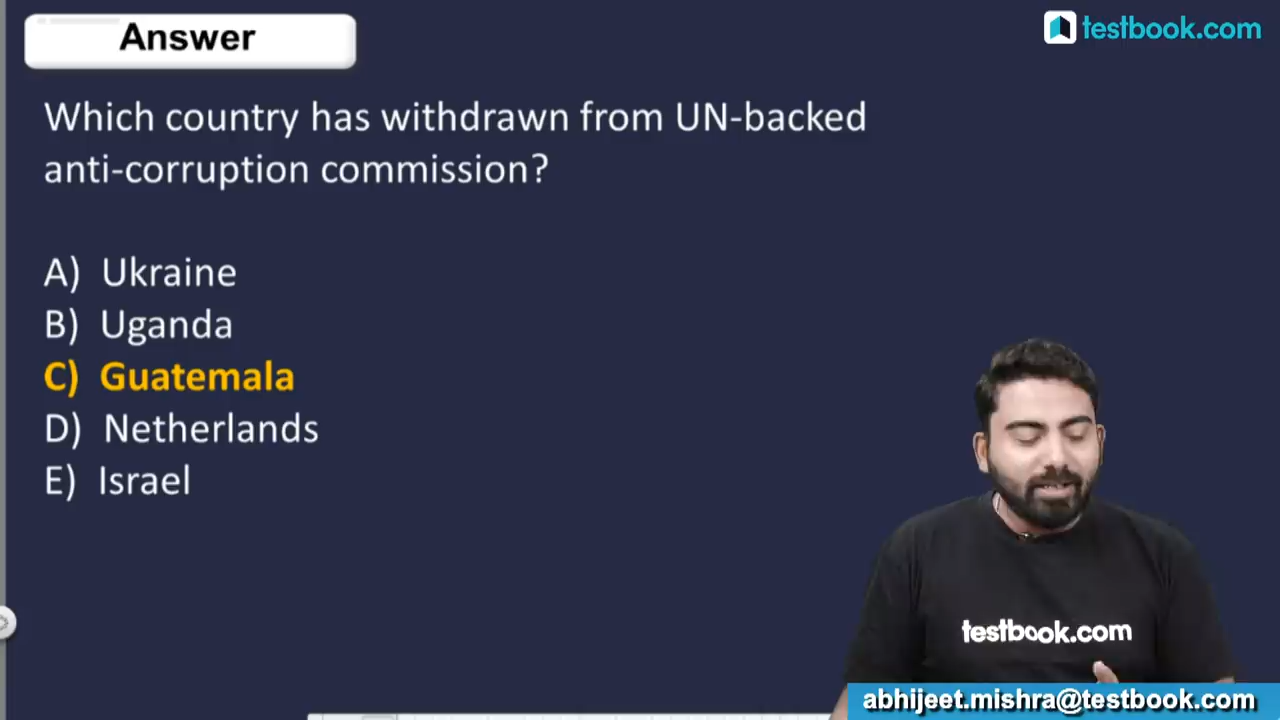 Answer
testbook.com
Which country has withdrawn from UN-backed
anti-corruption commission?
A) Ukraine
B) Uganda
C) Guatemala
D) Netherlands
E) Israel
testbook.com
abhijeet.mishra@testbook.com